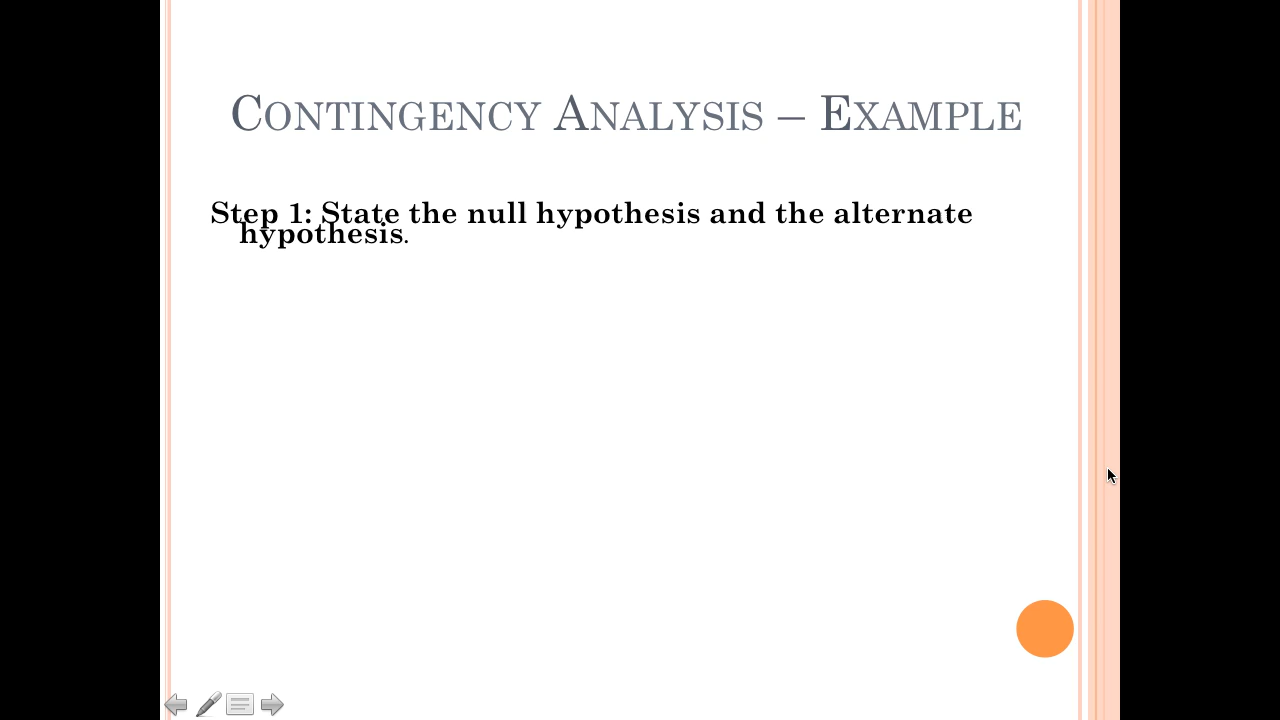 Contingency Analysis – Example
Step 1: State the null hypothesis and the alternate
hypothesis.